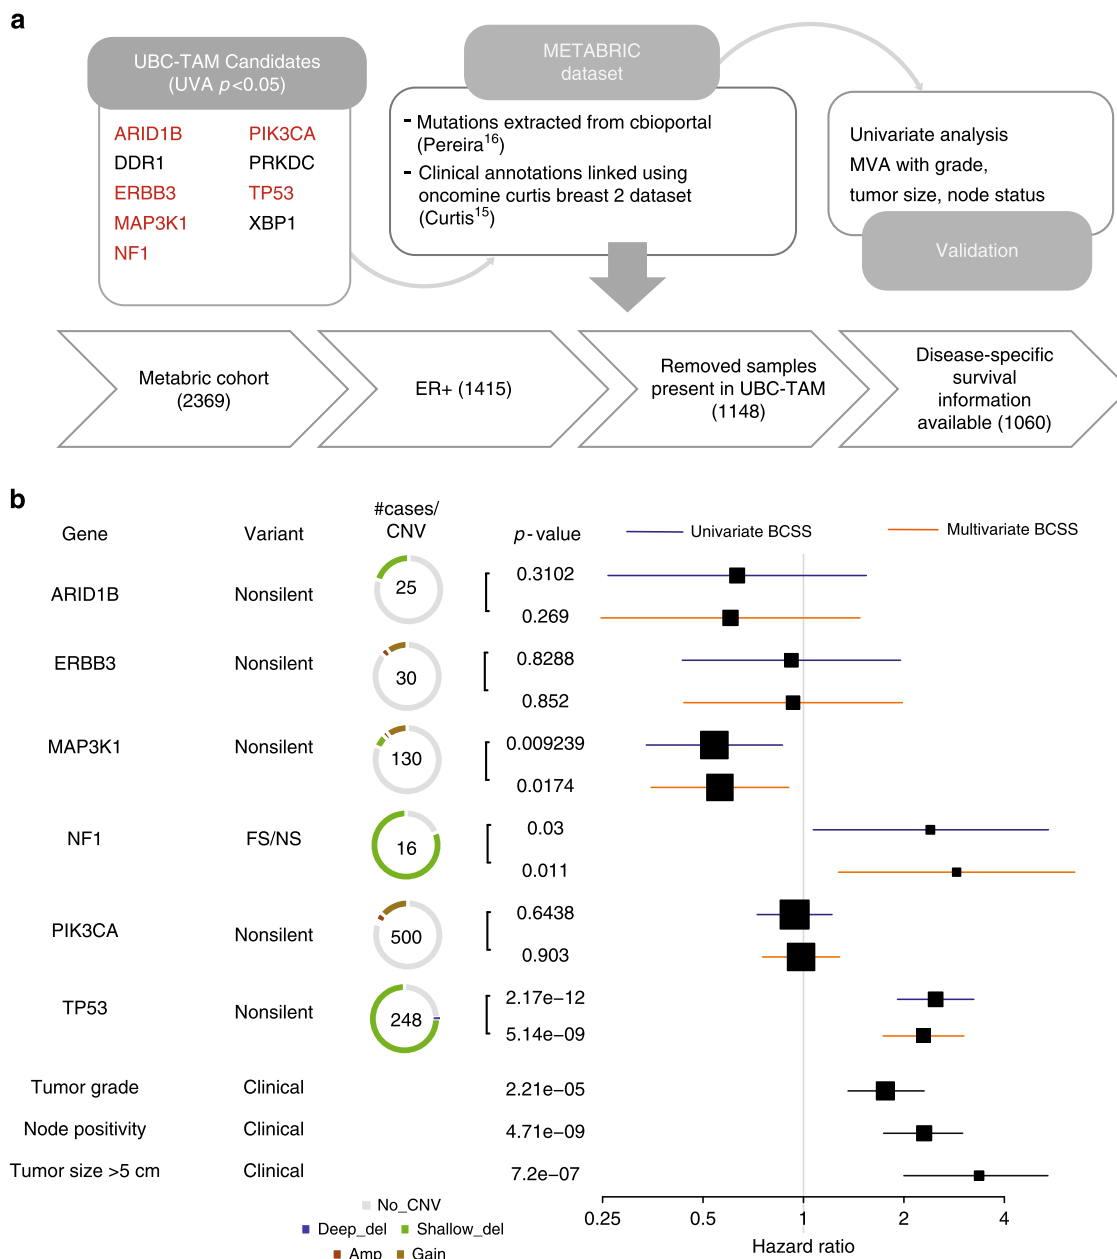 a
UBC-TAM Candidates
(UVA p<0.05)
ARID1B PIK3CA
DDR1 PRKDC
ERBB3 TP53
MAP3K1 XBP1
NF1
METABRIC
dataset
- Mutations extracted from cbioportal
(Pereira16)
- Clinical annotations linked using
oncomine curtis breast 2 dataset
(Curtis15)
Univariate analysis
MVA with grade,
tumor size, node status
Validation
Metabric cohort
(2369)
ER+ (1415)
Removed samples
present in UBC-TAM
(1148)
Disease-specific
survival
information
available (1060)
b
Gene Variant #cases/
CNV p-value Univariate BCSS Multivariate BCSS
ARID1B Nonsilent 25 0.3102
0.269
ERBB3 Nonsilent 30 0.8288
0.852
MAP3K1 Nonsilent 130 0.009239
0.0174
NF1 FS/NS 16 0.03
0.011
PIK3CA Nonsilent 500 0.6438
0.903
TP53 Nonsilent 248 2.17e−12
5.14e−09
Tumor grade Clinical 2.21e−05
Node positivity Clinical 4.71e−09
Tumor size >5 cm Clinical 7.2e−07
No_CNV
Deep_del Shallow_del
Amp Gain
0.25 0.5 1 2 4
Hazard ratio